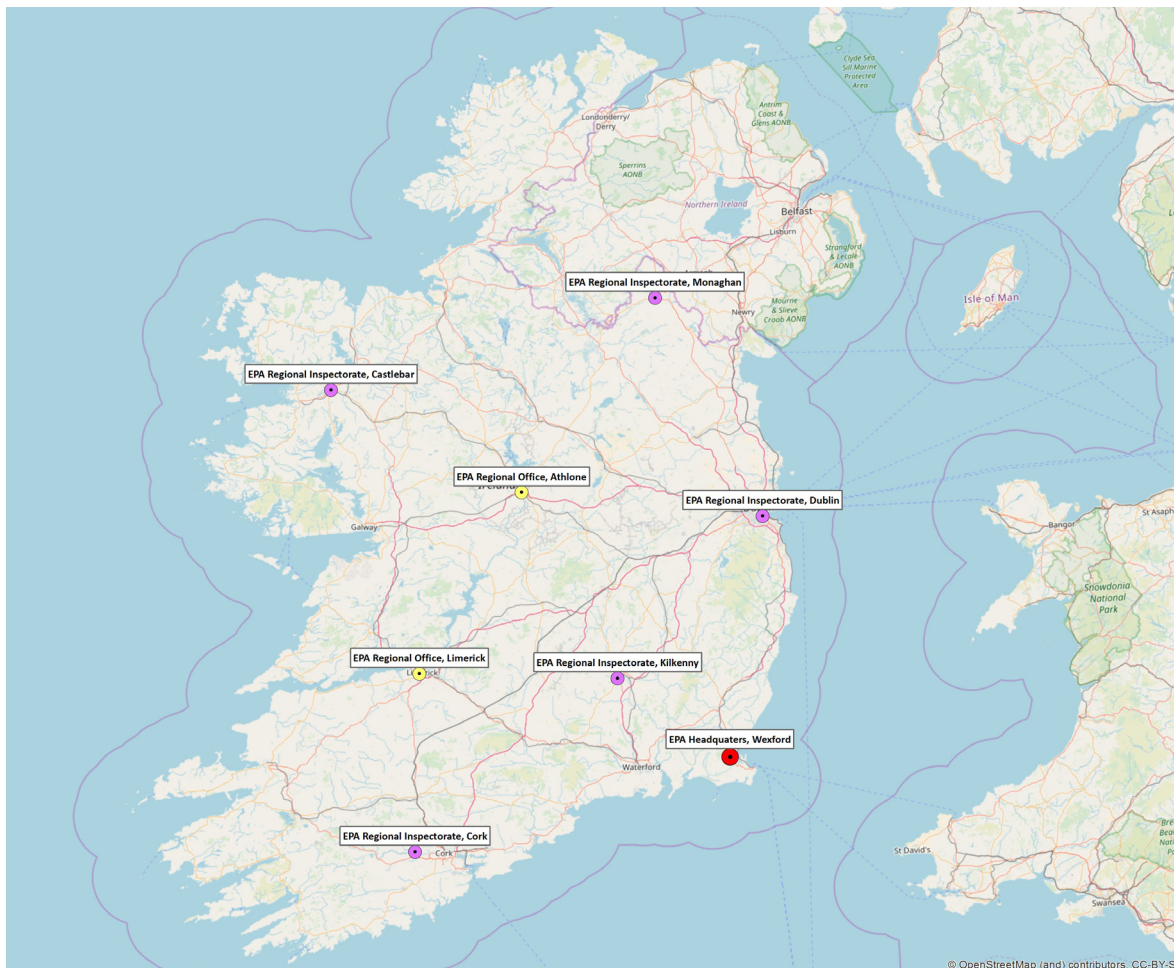 Clyde Sea
Sill Marine
Protected
Area
Antrim
Coast &
Glens AONB
Londonderry/
Derry
Sperrins
AONB
Northern Ireland
Belfast
Lisburn
Strangford
& Lecale
AONB
EPA Regional Inspectorate, Monaghan
Isle of Man
Mourne
& Slieve
Croob AONB
Newry
EPA Regional Inspectorate, Castlebar
EPA Regional Office, Athlone
EPA Regional Inspectorate, Dublin
Galway
Bangor
St Asaph
Snowdonia
National
Park
EPA Regional Office, Limerick
EPA Regional Inspectorate, Kilkenny
EPA Headquaters, Wexford
Waterford
EPA Regional Inspectorate, Cork
Cork
St David's
Swansea
© OpenStreetMap (and) contributors, CC-BY-S